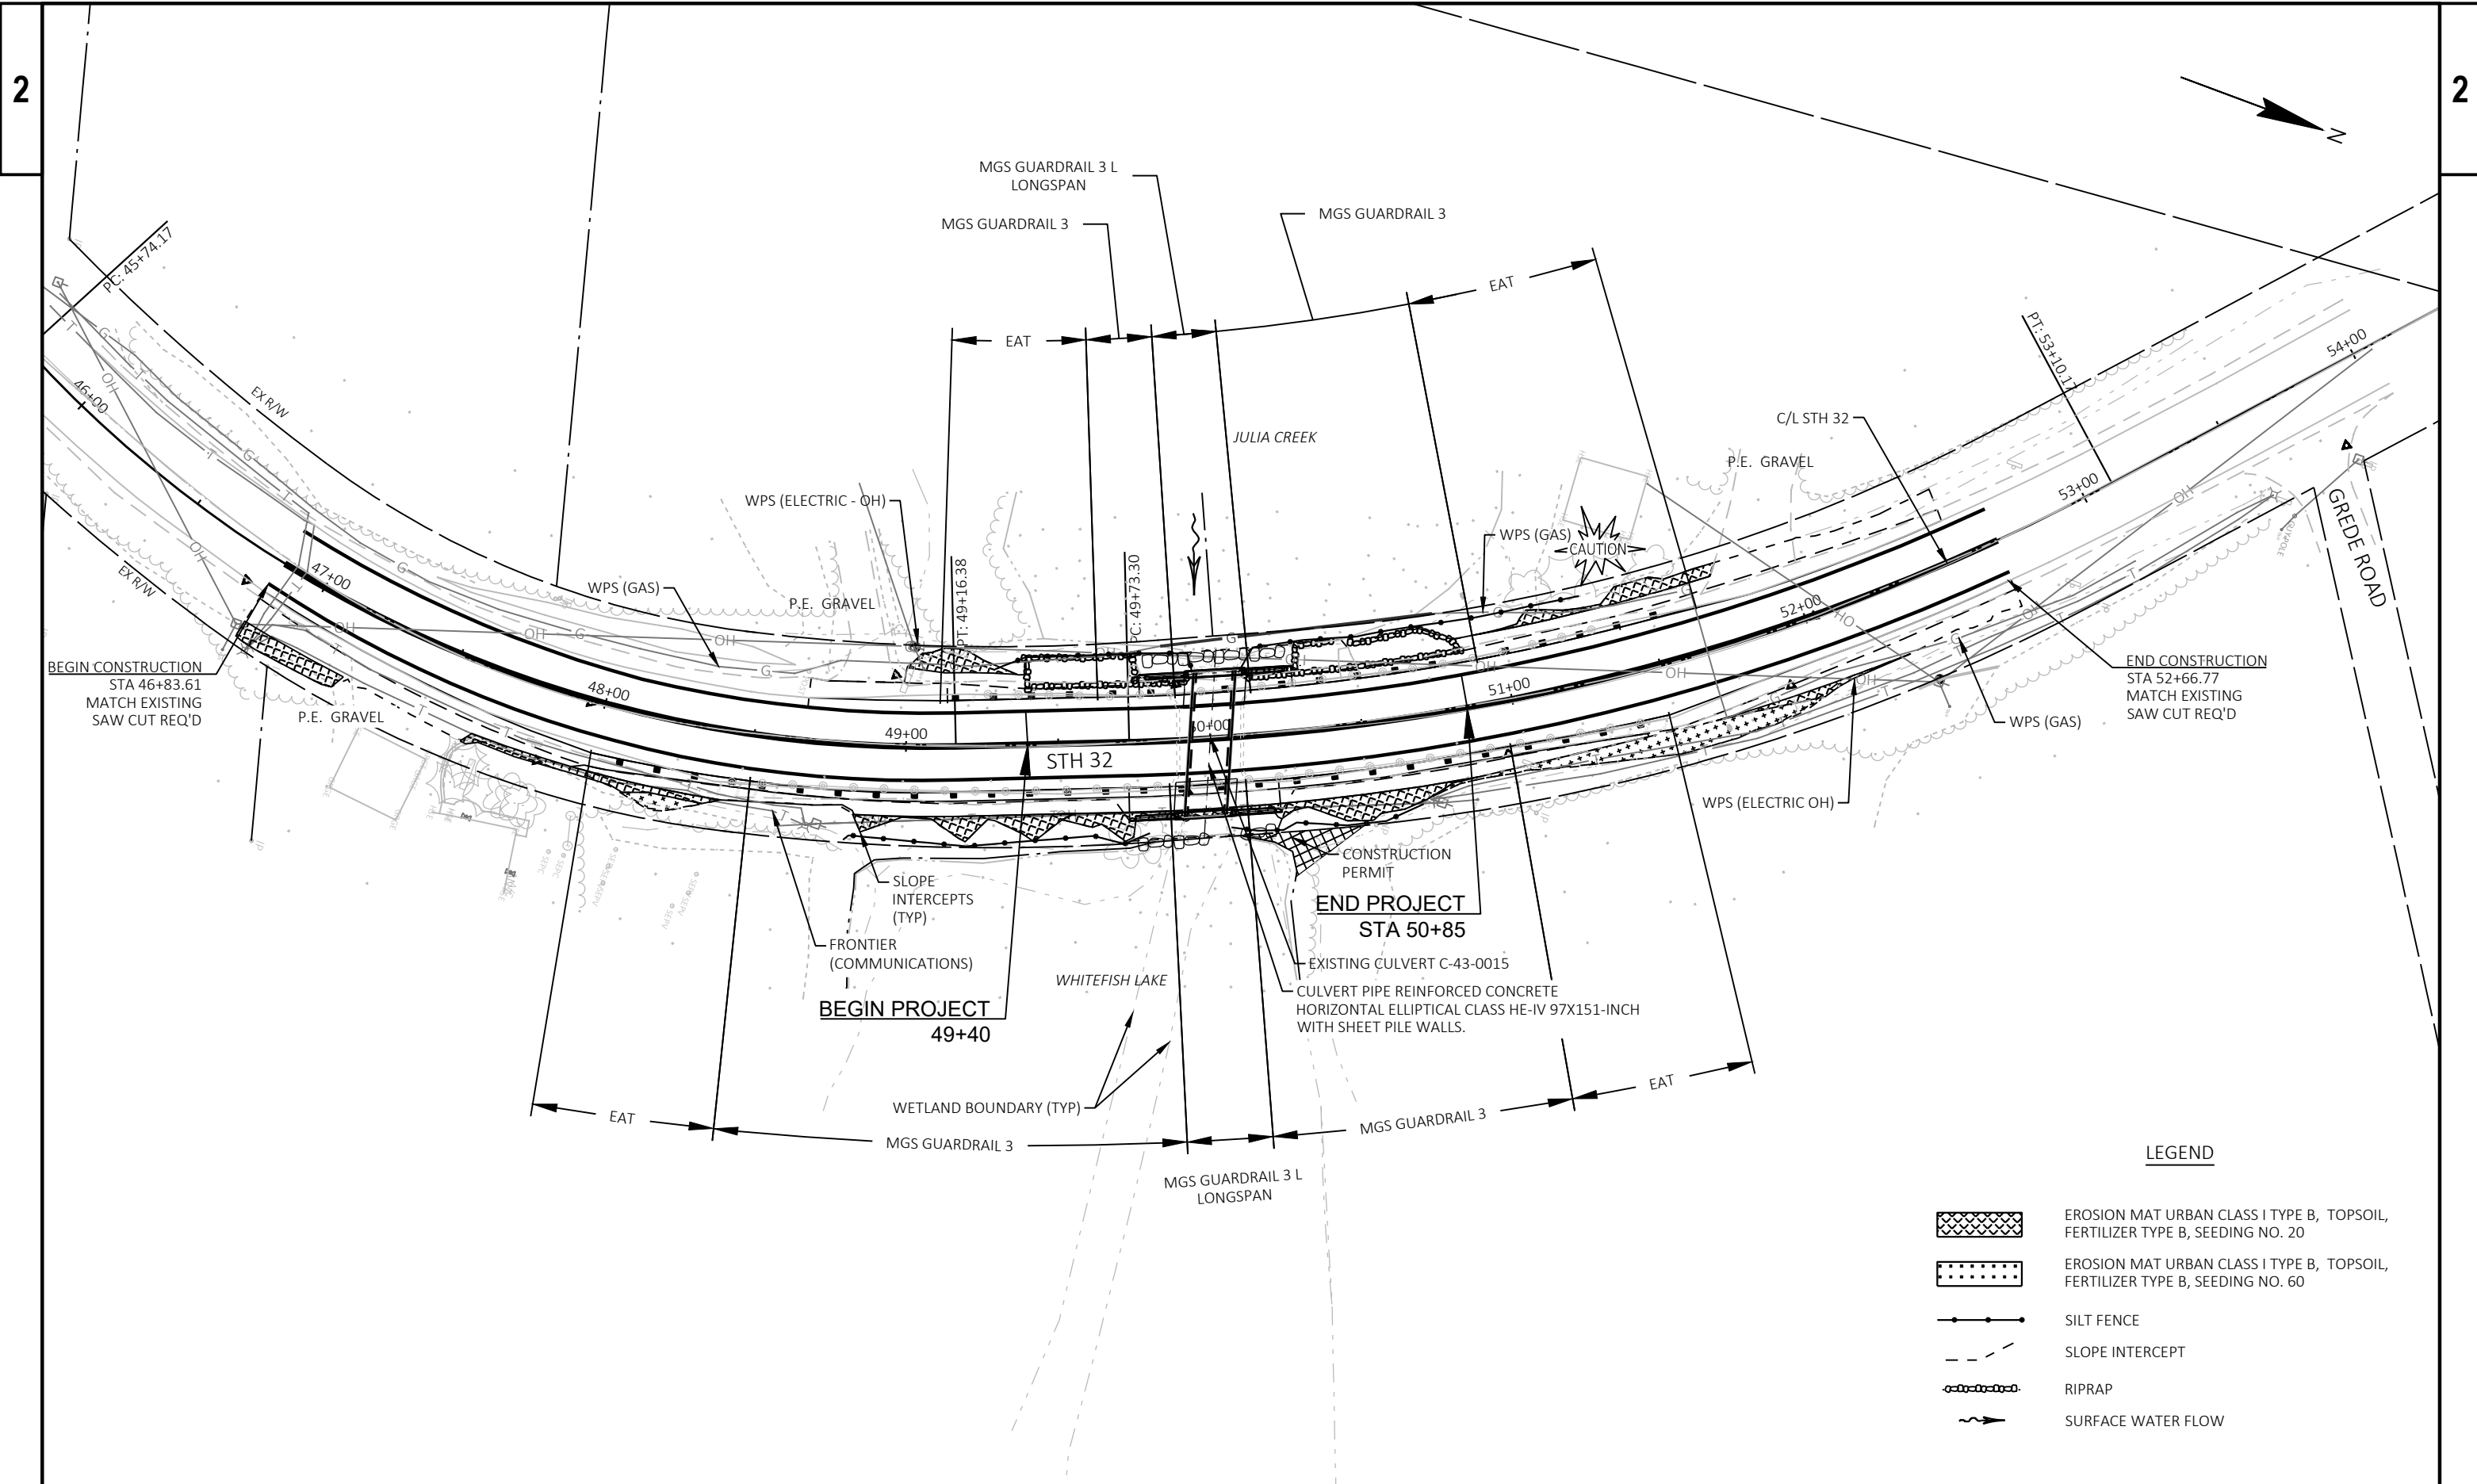 2
2
N
MGS GUARDRAIL 3 L
LONGSPAN
MGS GUARDRAIL 3
MGS GUARDRAIL 3
PC: 45+74.17
EAT
EAT
PT: 53+10.17
54+00
46+00
EX R/W
JULIA CREEK
C/L STH 32
P.E. GRAVEL
53+00
GREDE ROAD
WPS (ELECTRIC - OH)
WPS (GAS)
CAUTION
PT: 49+16.38
PC: 49+73.30
47+00
EX R/W
WPS (GAS)
P.E. GRAVEL
52+00
BEGIN CONSTRUCTION
STA 46+83.61
MATCH EXISTING
SAW CUT REQ'D
P.E. GRAVEL
48+00
49+00
STH 32
51+00
END CONSTRUCTION
STA 52+66.77
MATCH EXISTING
SAW CUT REQ'D
WPS (GAS)
WPS (ELECTRIC OH)
CONSTRUCTION
PERMIT
SLOPE
INTERCEPTS
(TYP)
END PROJECT
STA 50+85
FRONTIER
(COMMUNICATIONS)
EXISTING CULVERT C-43-0015
WHITEFISH LAKE
CULVERT PIPE REINFORCED CONCRETE
HORIZONTAL ELLIPTICAL CLASS HE-IV 97X151-INCH
WITH SHEET PILE WALLS.
BEGIN PROJECT
49+40
WETLAND BOUNDARY (TYP)
EAT
EAT
MGS GUARDRAIL 3
MGS GUARDRAIL 3
MGS GUARDRAIL 3 L
LONGSPAN
LEGEND
EROSION MAT URBAN CLASS I TYPE B, TOPSOIL,
FERTILIZER TYPE B, SEEDING NO. 20
EROSION MAT URBAN CLASS I TYPE B, TOPSOIL,
FERTILIZER TYPE B, SEEDING NO. 60
SILT FENCE
SLOPE INTERCEPT
RIPRAP
SURFACE WATER FLOW